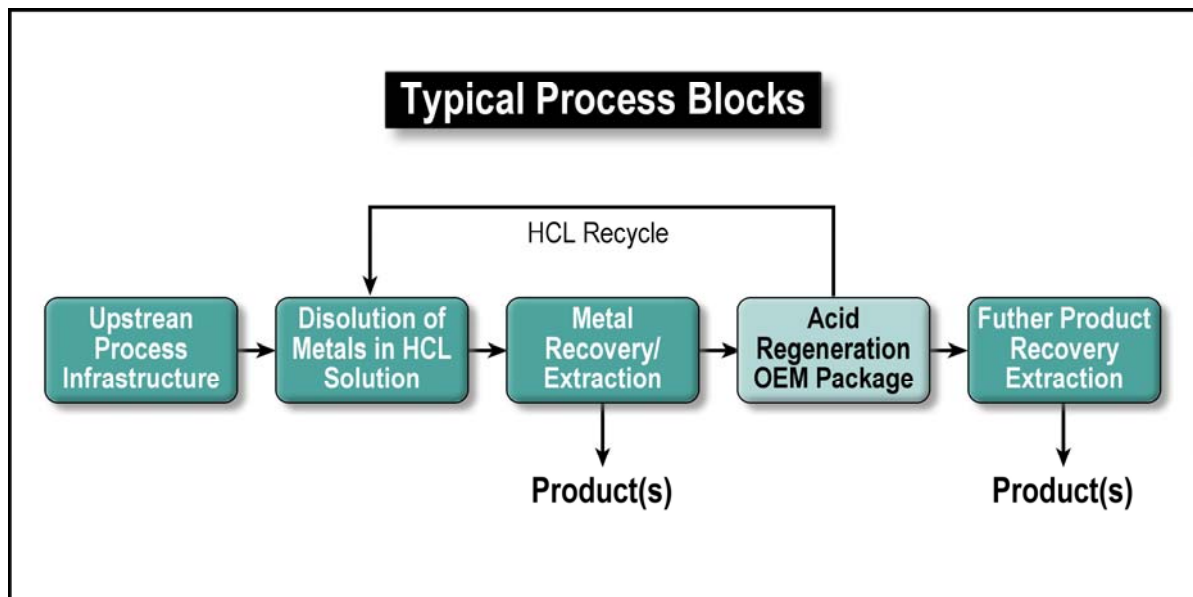 Typical Process Blocks
HCL Recycle
Upstrean
Process
Infrastructure
Disolution of
Metals in HCL
Solution
Metal
Recovery/
Extraction
Acid
Regeneration
OEM Package
Futher Product
Recovery
Extraction
Product(s)
Product(s)